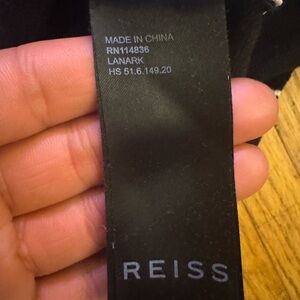 MADE IN CHINA
RN114836
LANARK
HS 51.6.149.20
REISS